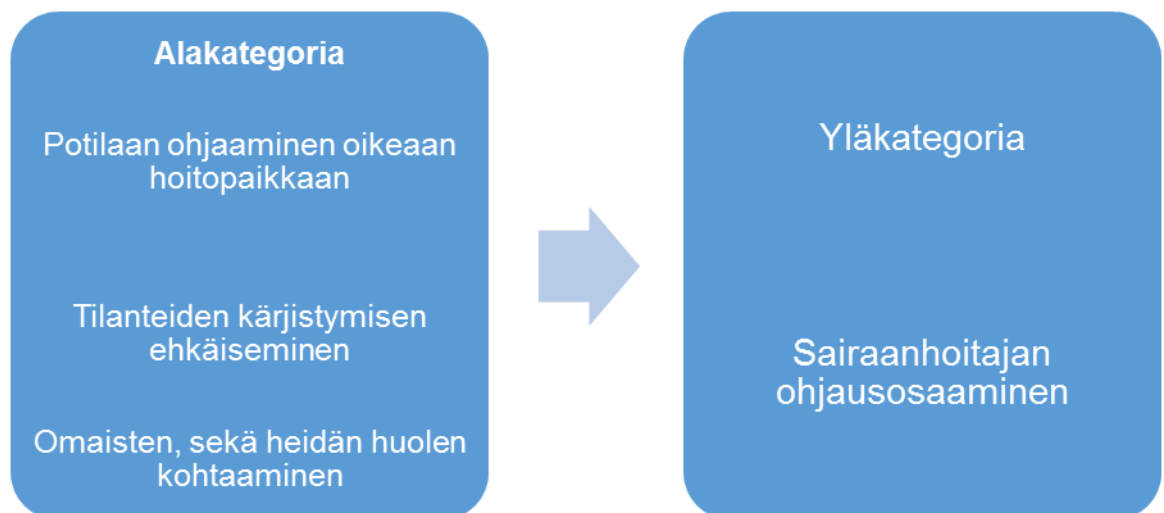 Alakategoria
Potilaan ohjaaminen oikeaan
hoitopaikkaan
Tilanteiden kärjistymisen
ehkäiseminen
Omaisten, sekä heidän huolen
kohtaaminen
Yläkategoria
Sairaanhoitajan
ohjausosaaminen